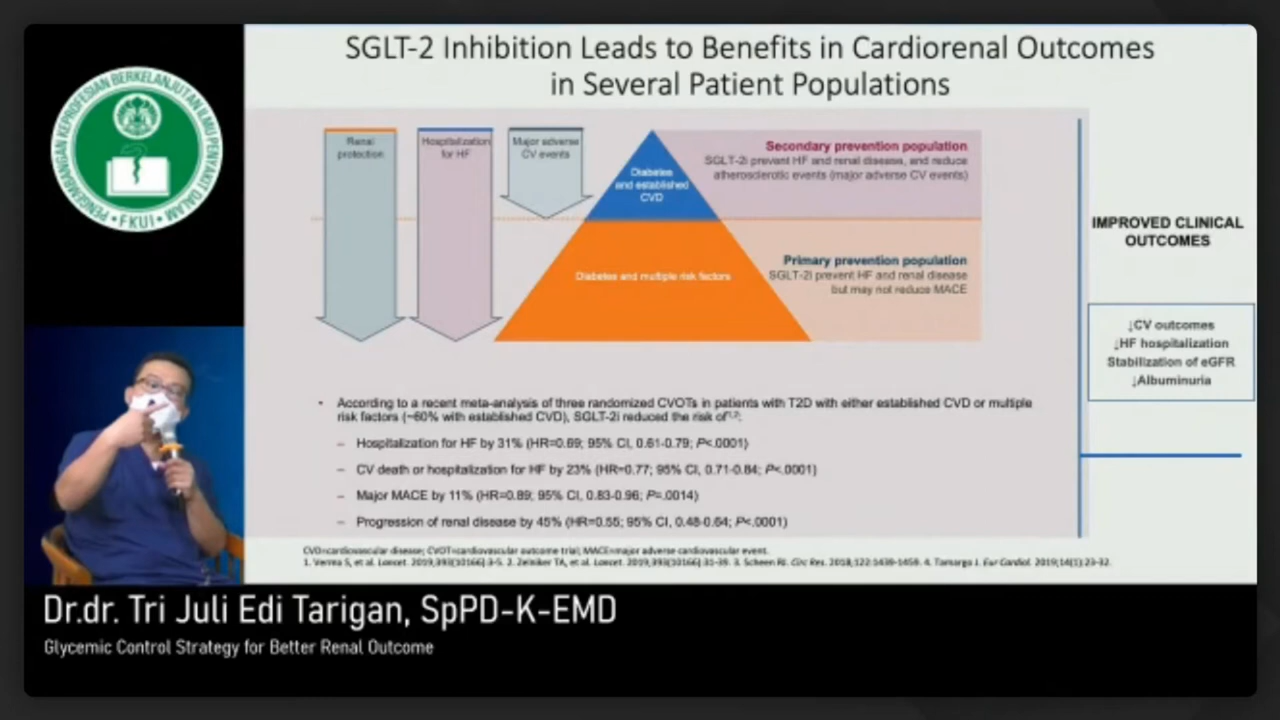 SGLT-2 Inhibition Leads to Benefits in Cardiorenal Outcomes
in Several Patient Populations
PENGEMBANGAN KEPROFESIAN BERKELANJUTAN ILMU PENYAKIT DALAM
• FKUI •
Renal
protection
Hospitalization
for HF
Major adverse
CV events
Diabetes
and established
CVD
Secondary prevention population
SGLT-2i prevent HF and renal disease, and reduce
atherosclerotic events (major adverse CV events)
Diabetes and multiple risk factors
Primary prevention population
SGLT-2i prevent HF and renal disease
but may not reduce MACE
IMPROVED CLINICAL
OUTCOMES
↓CV outcomes
↓HF hospitalization
Stabilization of eGFR
↓Albuminuria
• According to a recent meta-analysis of three randomized CVOTs in patients with T2D with either established CVD or multiple
risk factors (~60% with established CVD), SGLT-2i reduced the risk of1,2:
– Hospitalization for HF by 31% (HR=0.69; 95% CI, 0.61-0.79; P<.0001)
– CV death or hospitalization for HF by 23% (HR=0.77; 95% CI, 0.71-0.84; P<.0001)
– Major MACE by 11% (HR=0.89; 95% CI, 0.83-0.96; P=.0014)
– Progression of renal disease by 45% (HR=0.55; 95% CI, 0.48-0.64; P<.0001)
CVD=cardiovascular disease; CVOT=cardiovascular outcome trial; MACE=major adverse cardiovascular event.
1. Verma S, et al. Lancet. 2019;393(10166):3-5. 2. Zelniker TA, et al. Lancet. 2019;393(10166):31-39. 3. Scheen RJ. Circ Res. 2018;122:1439-1459. 4. Tamargo J. Eur Cardiol. 2019;14(1):23-32.
Dr.dr. Tri Juli Edi Tarigan, SpPD-K-EMD
Glycemic Control Strategy for Better Renal Outcome